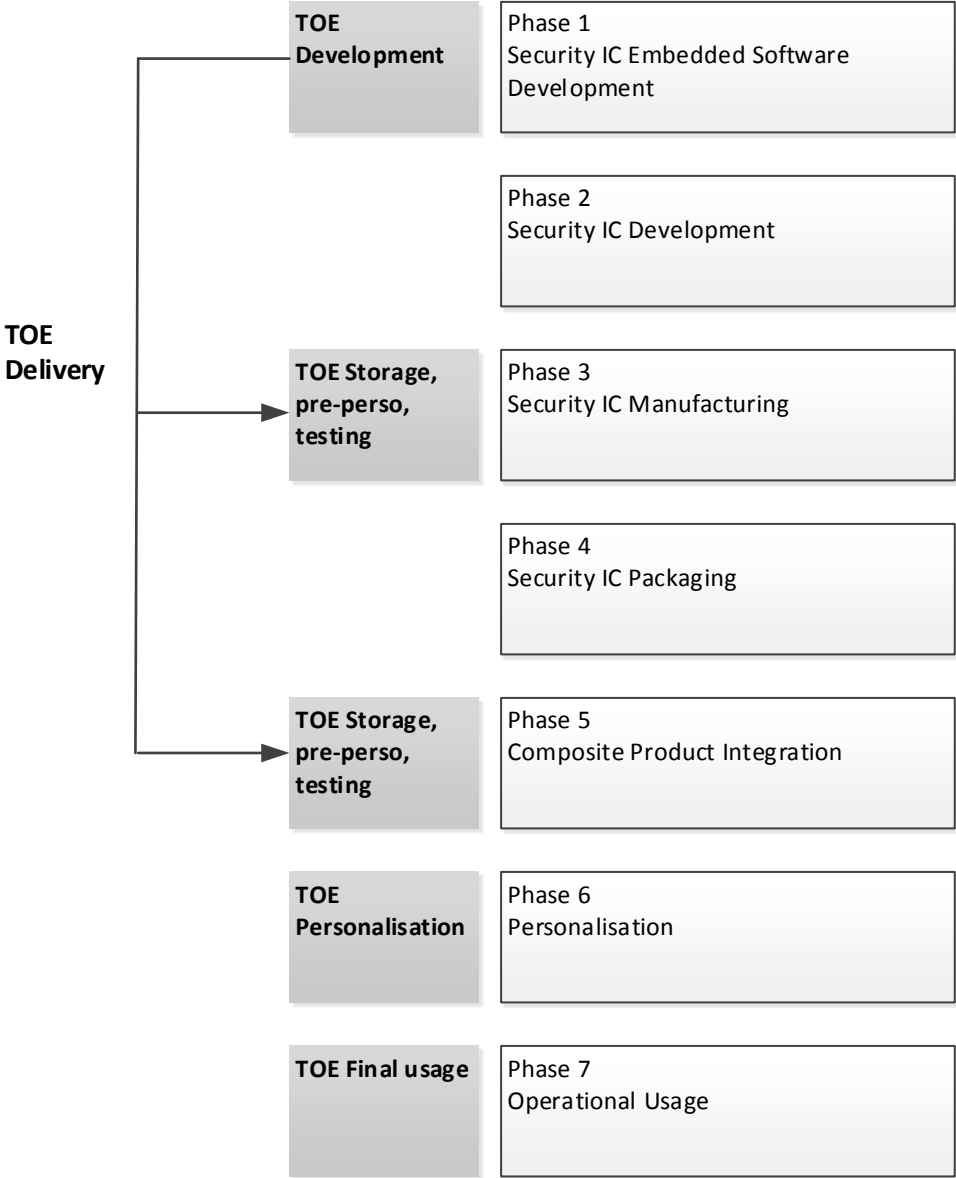 TOE
Development
Phase 1
Security IC Embedded Software
Development
Phase 2
Security IC Development
TOE
Delivery
TOE Storage,
pre-perso,
testing
Phase 3
Security IC Manufacturing
Phase 4
Security IC Packaging
TOE Storage,
pre-perso,
testing
Phase 5
Composite Product Integration
TOE
Personalisation
Phase 6
Personalisation
TOE Final usage
Phase 7
Operational Usage